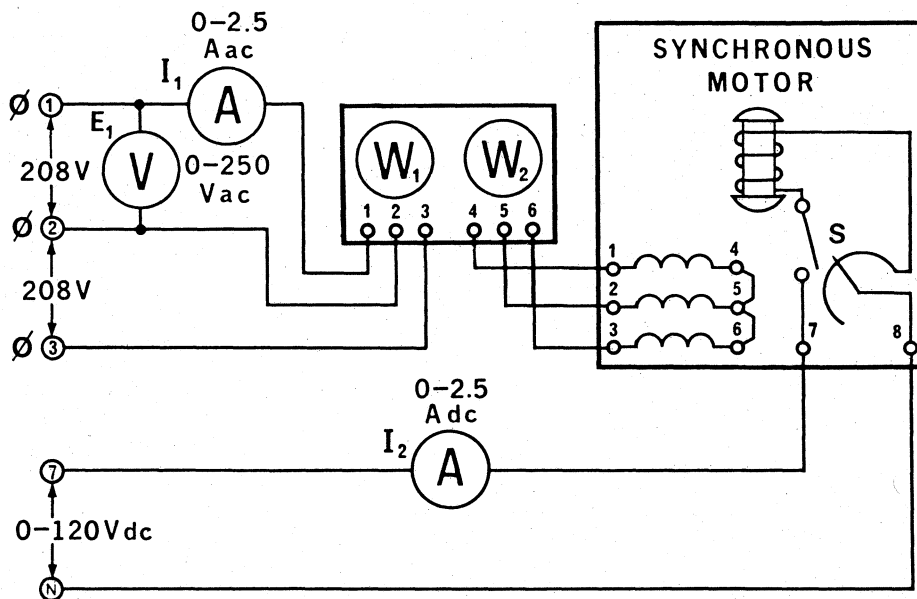 0-2.5
A ac
I1
A
Ø 1
E1
208V
V
0-250
Vac
Ø 2
208V
Ø 3
W1
W2
1 2 3 4 5 6
SYNCHRONOUS
MOTOR
S
1
4
2
5
3
6
7
8
0-2.5
A dc
I2
A
7
0-120Vdc
N